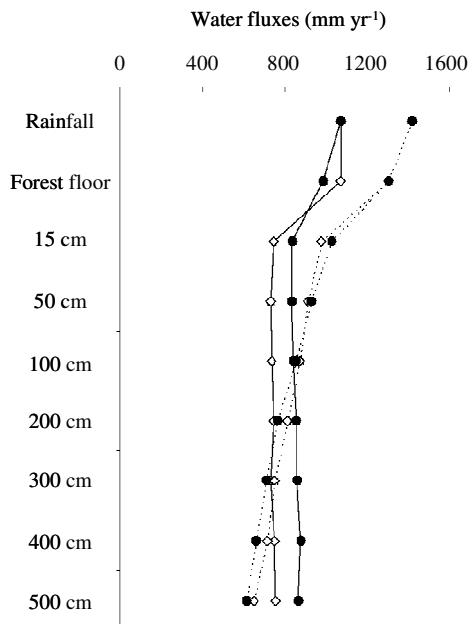 Water fluxes (mm yr-1)
0 400 800 1200 1600
Rainfall
Forest floor
15 cm
50 cm
100 cm
200 cm
300 cm
400 cm
500 cm